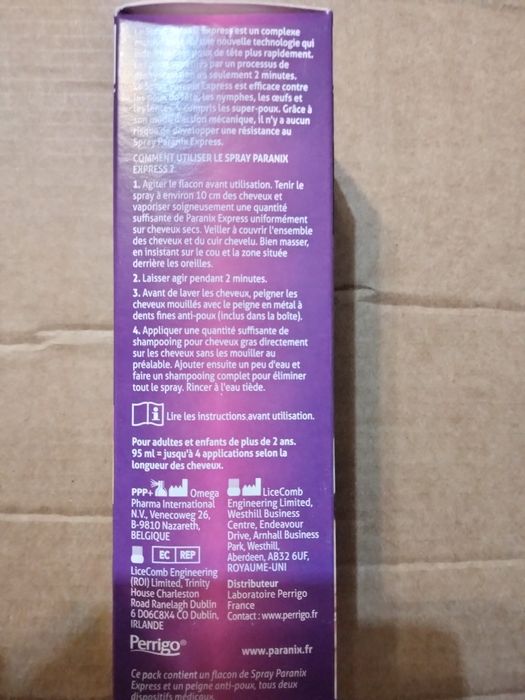 Express est un complexe
nouvelle technologie qui
de tête plus rapidement.
par un processus de
seulement 2 minutes.
Express est efficace contre
les nymphes, les œufs et
compris les super-poux. Grâce à
son mode d'action mécanique, il n'y a aucun
risque de développer une résistance au
Spray Paranix Express.
COMMENT UTILISER LE SPRAY PARANIX
EXPRESS ?
1. Agiter le flacon avant utilisation. Tenir le
spray à environ 10 cm des cheveux et
vaporiser soigneusement une quantité
suffisante de Paranix Express uniformément
sur cheveux secs. Veiller à couvrir l'ensemble
des cheveux et du cuir chevelu. Bien masser,
en insistant sur le cou et la zone située
derrière les oreilles.
2. Laisser agir pendant 2 minutes.
3. Avant de laver les cheveux, peigner les
cheveux mouillés avec le peigne en métal à
dents fines anti-poux (inclus dans la boîte).
4. Appliquer une quantité suffisante de
shampooing pour cheveux gras directement
sur les cheveux sans les mouiller au
préalable. Ajouter ensuite un peu d'eau et
faire un shampooing complet pour éliminer
tout le spray. Rincer à l'eau tiède.
Lire les instructions avant utilisation.
Pour adultes et enfants de plus de 2 ans.
95 ml = jusqu'à 4 applications selon la
longueur des cheveux.
PPP+ Omega
Pharma International
N.V., Venecoweg 26,
B-9810 Nazareth,
BELGIQUE
EC REP
LiceComb Engineering
(ROI) Limited, Trinity
House Charleston
Road Ranelagh Dublin
6 D06C8X4 CO Dublin,
IRLANDE
LiceComb
Engineering Limited,
Westhill Business
Centre, Endeavour
Drive, Arnhall Business
Park, Westhill,
Aberdeen, AB32 6UF,
ROYAUME-UNI
Distributeur
Laboratoire Perrigo
France
Contact : www.perrigo.fr
Perrigo®
www.paranix.fr
Ce pack contient un flacon de Spray Paranix
Express et un peigne anti-poux, tous deux
dispositifs médicaux